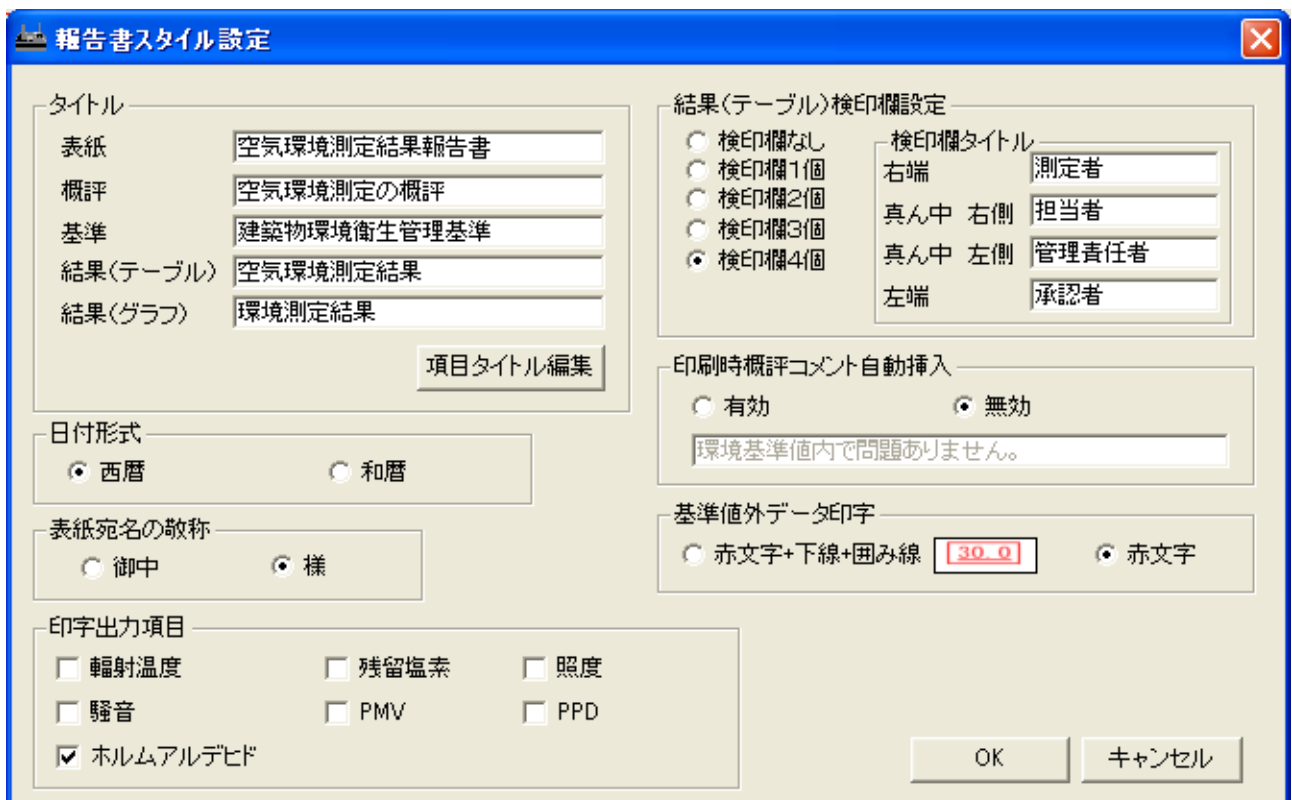 報告書スタイル設定
タイトル
表紙 空気環境測定結果報告書
概評 空気環境測定の概評
基準 建築物環境衛生管理基準
結果(テーブル) 空気環境測定結果
結果(グラフ) 環境測定結果
項目タイトル編集
日付形式
西暦 和暦
表紙宛名の敬称
御中 様
印字出力項目
輻射温度 残留塩素 照度
騒音 PMV PPD
ホルムアルデヒド
結果(テーブル)検印欄設定
検印欄なし
検印欄1個
検印欄2個
検印欄3個
検印欄4個
検印欄タイトル
右端 測定者
真ん中 右側 担当者
真ん中 左側 管理責任者
左端 承認者
印刷時概評コメント自動挿入
有効 無効
環境基準値内で問題ありません。
基準値外データ印字
赤文字+下線+囲み線 30.0 赤文字
OK キャンセル